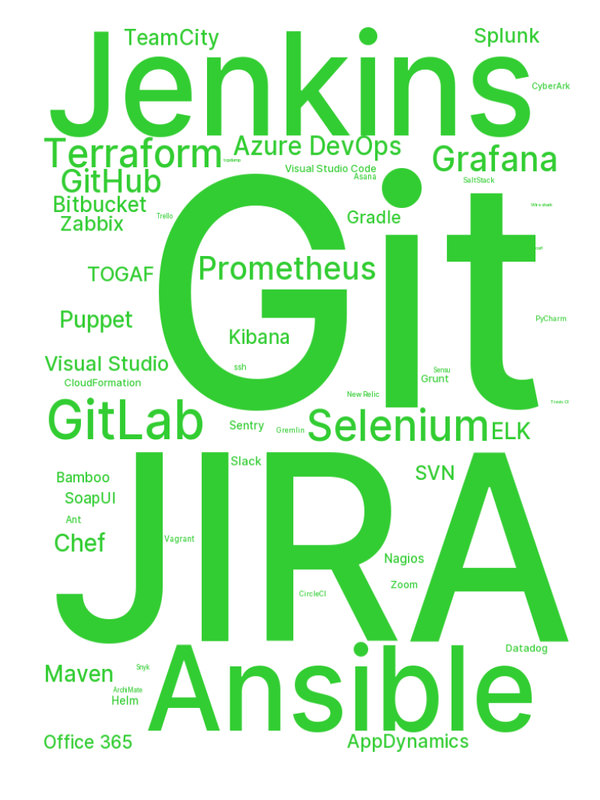 TeamCity
Splunk
Jenkins
CyberArk
Terraform
Azure DevOps
Grafana
Visual Studio Code
Asana
GitHub
SaltStack
Bitbucket
Trello
Gradle
Zabbix
Git
Prometheus
TOGAF
Puppet
PyCharm
Kibana
Visual Studio
ssh
Sensu
Grunt
CloudFormation
New Relic
GitLab
Sentry
Gremlin
Selenium
ELK
Slack
JIRA
SVN
Bamboo
SoapUI
Ant
Chef
Vagrant
Nagios
Zoom
CircleCI
Ansible
Datadog
Maven
Snyk
ArchiMate
Helm
Office 365
AppDynamics